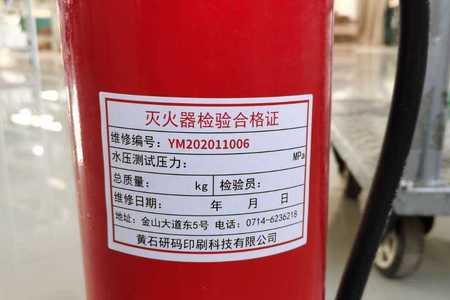 灭火器检验合格证
维修编号: YM202011006
水压测试压力: MPa
总质量: kg 检验员:
维修日期: 年 月 日
地址: 金山大道东5号 电话: 0714-6236218
黄石研码印刷科技有限公司